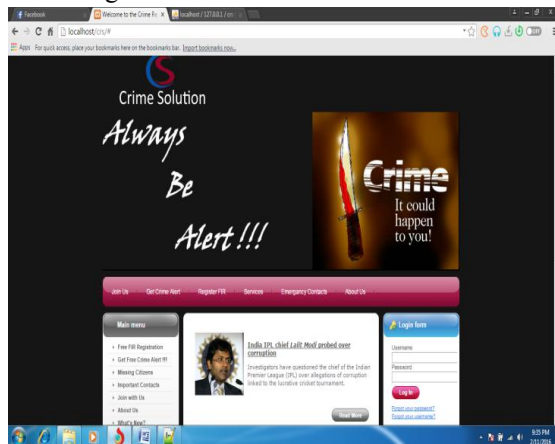 Facebook
Welcome to the Crime Re
localhost / 127.0.0.1 /
localhost/cris/#
Apps For quick access, place your bookmarks here on the bookmarks bar. Import bookmarks now...
Crime Solution
Always
Be
Alert !!!
Crime
It could
happen
to you!
Join Us Get Crime Alert Register FIR Services Emergancy Contacts About Us
Main menu
Free FIR Registration
Get Free Crime Alert !!!
Missing Citizens
Important Contacts
Join with Us
About Us
What's New?
India IPL chief Lalit Modi probed over
corruption
Investigators have questioned the chief of the Indian
Premier League (IPL) over allegations of corruption
linked to the lucrative cricket tournament.
Read More
Login form
Username
Password
Log in
Forgot your password?
Forgot your username?
9:35 PM
2/11/2016